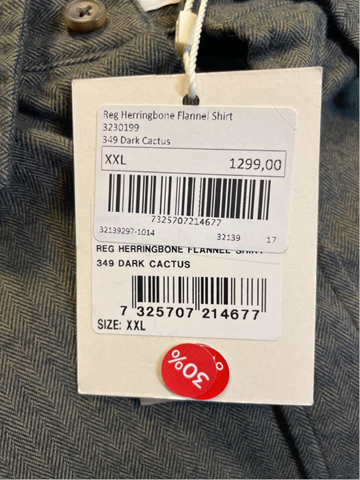 Reg Herringbone Flannel Shirt
3230199
349 Dark Cactus
XXL 1299,00
7325707214677
32139297-1014 32139 17
REG HERRINGBONE FLANNEL SHIRT
349 DARK CACTUS
7 325707 214677
SIZE: XXL
30%